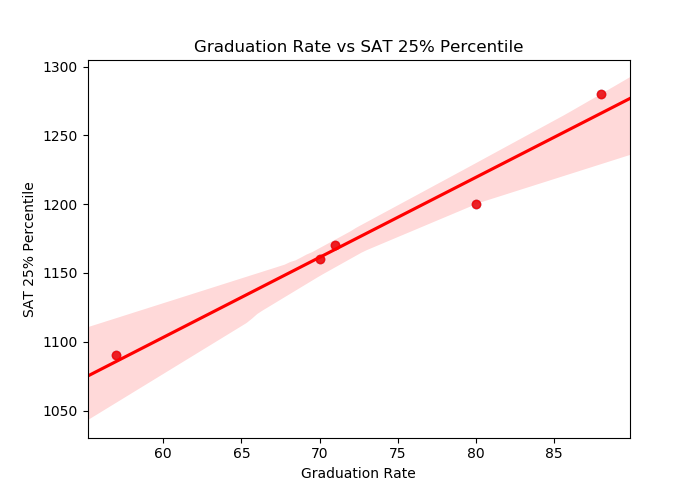 Graduation Rate vs SAT 25% Percentile
1300
1250
1200
1150
1100
1050
SAT 25% Percentile
60 65 70 75 80 85
Graduation Rate